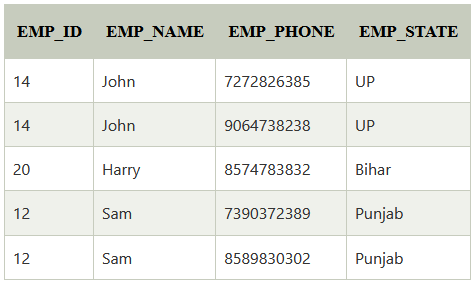 EMP_ID EMP_NAME EMP_PHONE EMP_STATE
14 John 7272826385 UP
14 John 9064738238 UP
20 Harry 8574783832 Bihar
12 Sam 7390372389 Punjab
12 Sam 8589830302 Punjab